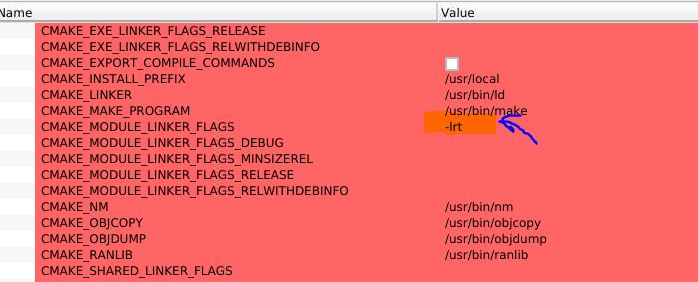 Name Value
CMAKE_EXE_LINKER_FLAGS_RELEASE
CMAKE_EXE_LINKER_FLAGS_RELWITHDEBINFO
CMAKE_EXPORT_COMPILE_COMMANDS
CMAKE_INSTALL_PREFIX /usr/local
CMAKE_LINKER /usr/bin/ld
CMAKE_MAKE_PROGRAM /usr/bin/make
CMAKE_MODULE_LINKER_FLAGS -lrt
CMAKE_MODULE_LINKER_FLAGS_DEBUG
CMAKE_MODULE_LINKER_FLAGS_MINSIZEREL
CMAKE_MODULE_LINKER_FLAGS_RELEASE
CMAKE_MODULE_LINKER_FLAGS_RELWITHDEBINFO
CMAKE_NM /usr/bin/nm
CMAKE_OBJCOPY /usr/bin/objcopy
CMAKE_OBJDUMP /usr/bin/objdump
CMAKE_RANLIB /usr/bin/ranlib
CMAKE_SHARED_LINKER_FLAGS